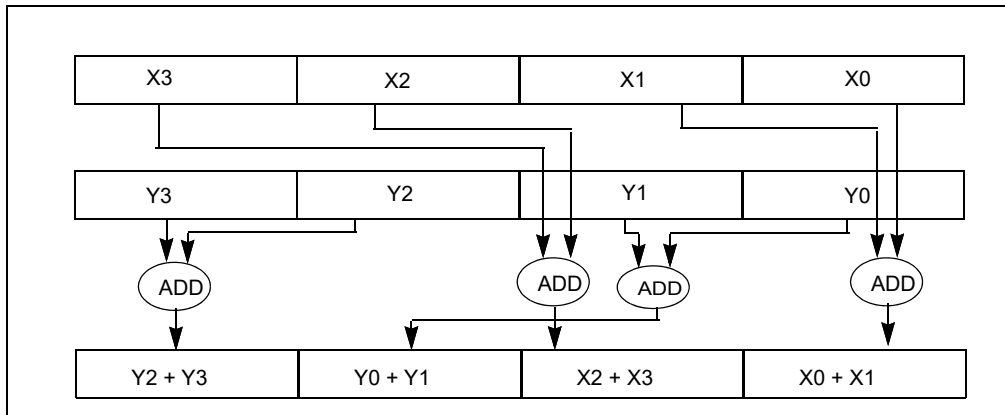 X3 X2 X1 X0
Y3 Y2 Y1 Y0
ADD ADD ADD ADD
Y2 + Y3 Y0 + Y1 X2 + X3 X0 + X1